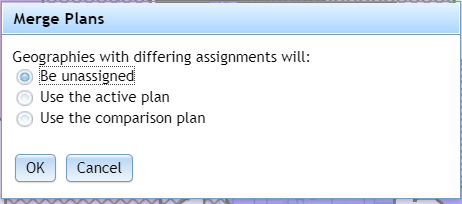 Merge Plans
Geographies with differing assignments will:
Be unassigned
Use the active plan
Use the comparison plan
OK Cancel